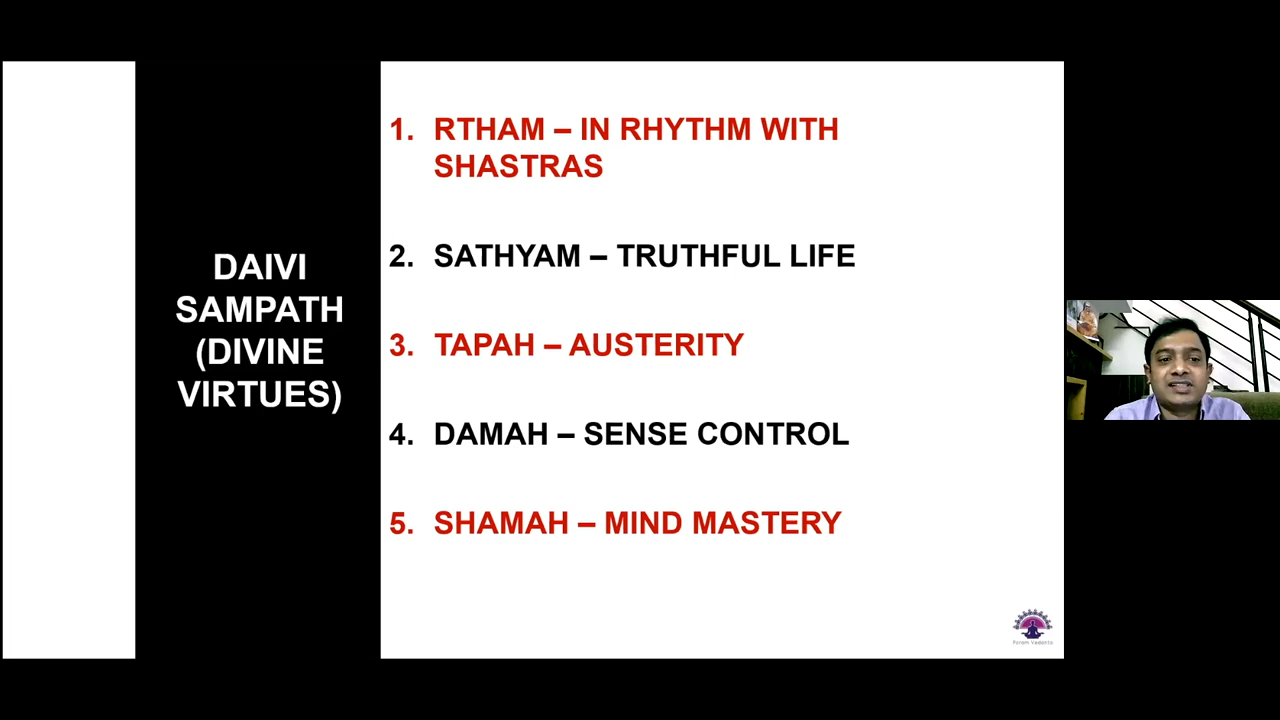 DAIVI
SAMPATH
(DIVINE
VIRTUES)
1. RTHAM – IN RHYTHM WITH
SHASTRAS
2. SATHYAM – TRUTHFUL LIFE
3. TAPAH – AUSTERITY
4. DAMAH – SENSE CONTROL
5. SHAMAH – MIND MASTERY